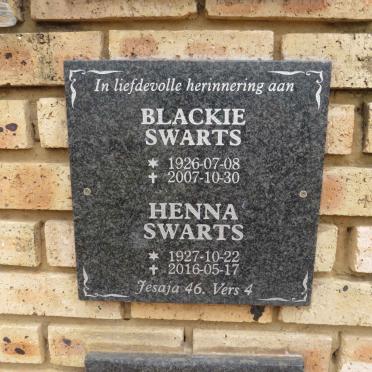 In liefdevolle herinnering aan
BLACKIE
SWARTS
* 1926-07-08
✝ 2007-10-30
HENNA
SWARTS
* 1927-10-22
✝ 2016-05-17
Jesaja 46. Vers 4